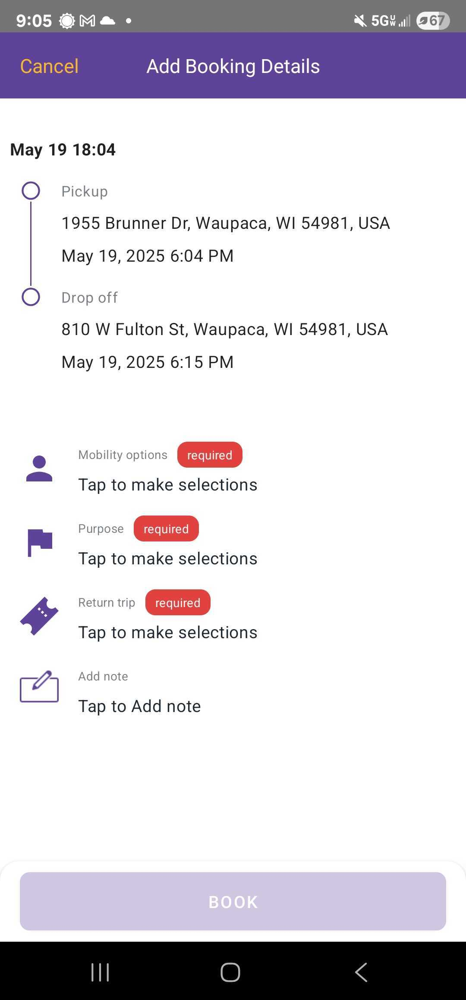 9:05
5G UW
67
Cancel
Add Booking Details
May 19 18:04
Pickup
1955 Brunner Dr, Waupaca, WI 54981, USA
May 19, 2025 6:04 PM
Drop off
810 W Fulton St, Waupaca, WI 54981, USA
May 19, 2025 6:15 PM
Mobility options required
Tap to make selections
Purpose required
Tap to make selections
Return trip required
Tap to make selections
Add note
Tap to Add note
BOOK